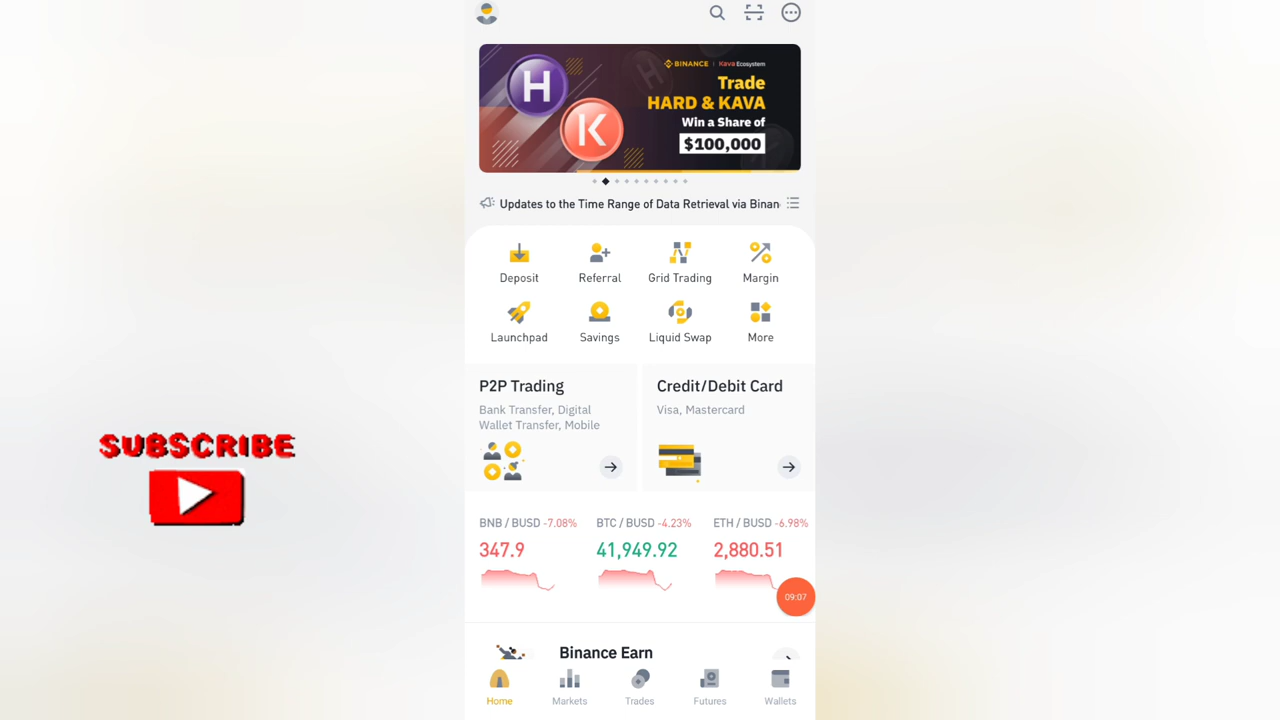 BINANCE | Kava Ecosystem
Trade
HARD & KAVA
Win a Share of
$100,000
H
K
Updates to the Time Range of Data Retrieval via Binan
Deposit
Referral
Grid Trading
Margin
Launchpad
Savings
Liquid Swap
More
P2P Trading
Bank Transfer, Digital
Wallet Transfer, Mobile
Credit/Debit Card
Visa, Mastercard
SUBSCRIBE
BNB / BUSD -7.08%
347.9
BTC / BUSD -4.23%
41,949.92
ETH / BUSD -6.98%
2,880.51
09:07
Binance Earn
Home
Markets
Trades
Futures
Wallets